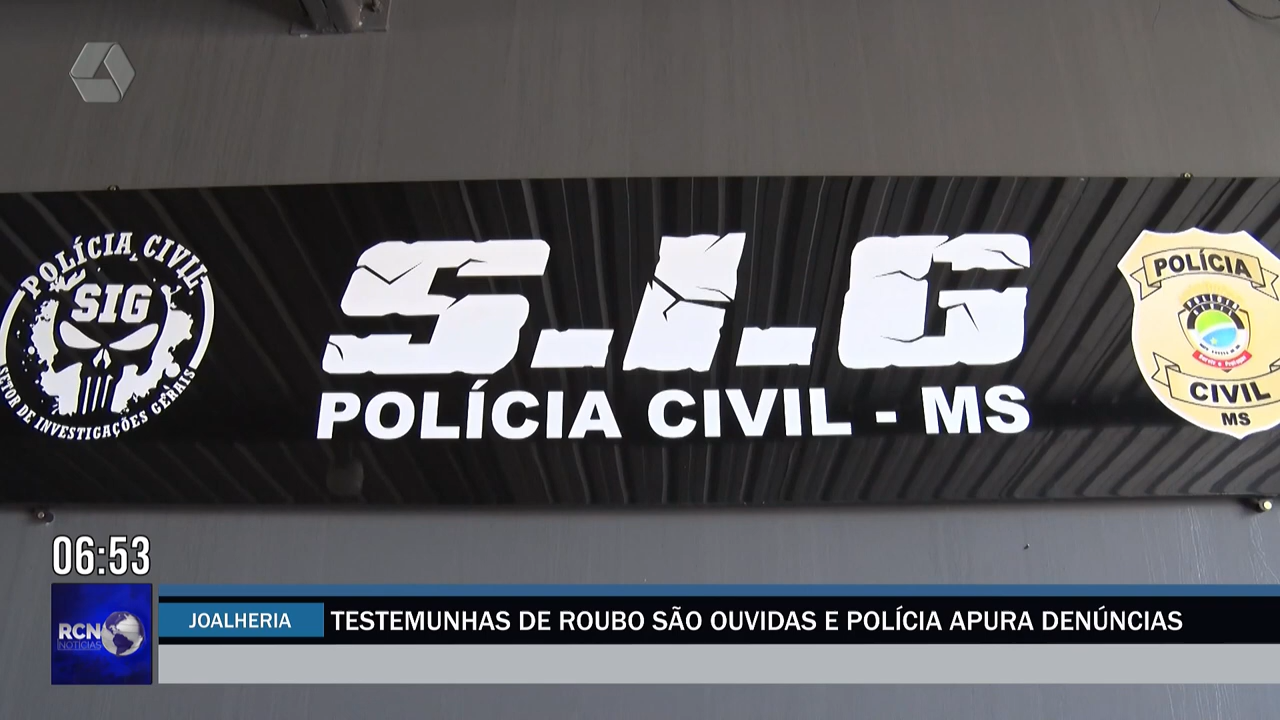 POLÍCIA CIVIL
SIG
SETOR DE INVESTIGAÇÕES GERAIS
S.I.G
POLÍCIA CIVIL - MS
POLÍCIA
CIVIL
MS
06:53
RCN
NOTÍCIAS
JOALHERIA
TESTEMUNHAS DE ROUBO SÃO OUVIDAS E POLÍCIA APURA DENÚNCIAS